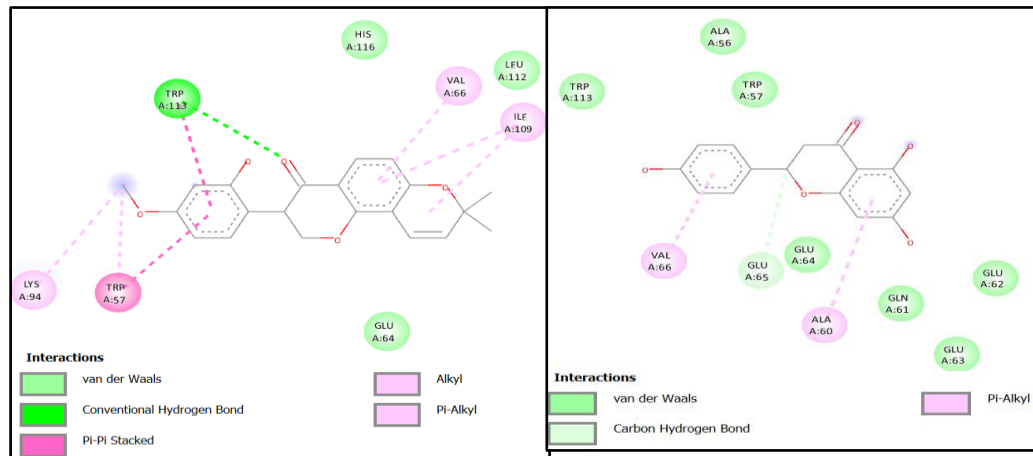 HIS
A:116
LEU
A:112
VAL
A:66
TRP
A:113
ILE
A:109
O
O
O
O
O
LYS
A:94
TRP
A:57
GLU
A:64
Interactions
van der Waals
Conventional Hydrogen Bond
Pi-Pi Stacked
Alkyl
Pi-Alkyl
ALA
A:56
TRP
A:113
TRP
A:57
O
O
O
O
O
VAL
A:66
GLU
A:65
GLU
A:64
GLU
A:62
GLN
A:61
ALA
A:60
GLU
A:63
Interactions
van der Waals
Carbon Hydrogen Bond
Pi-Alkyl